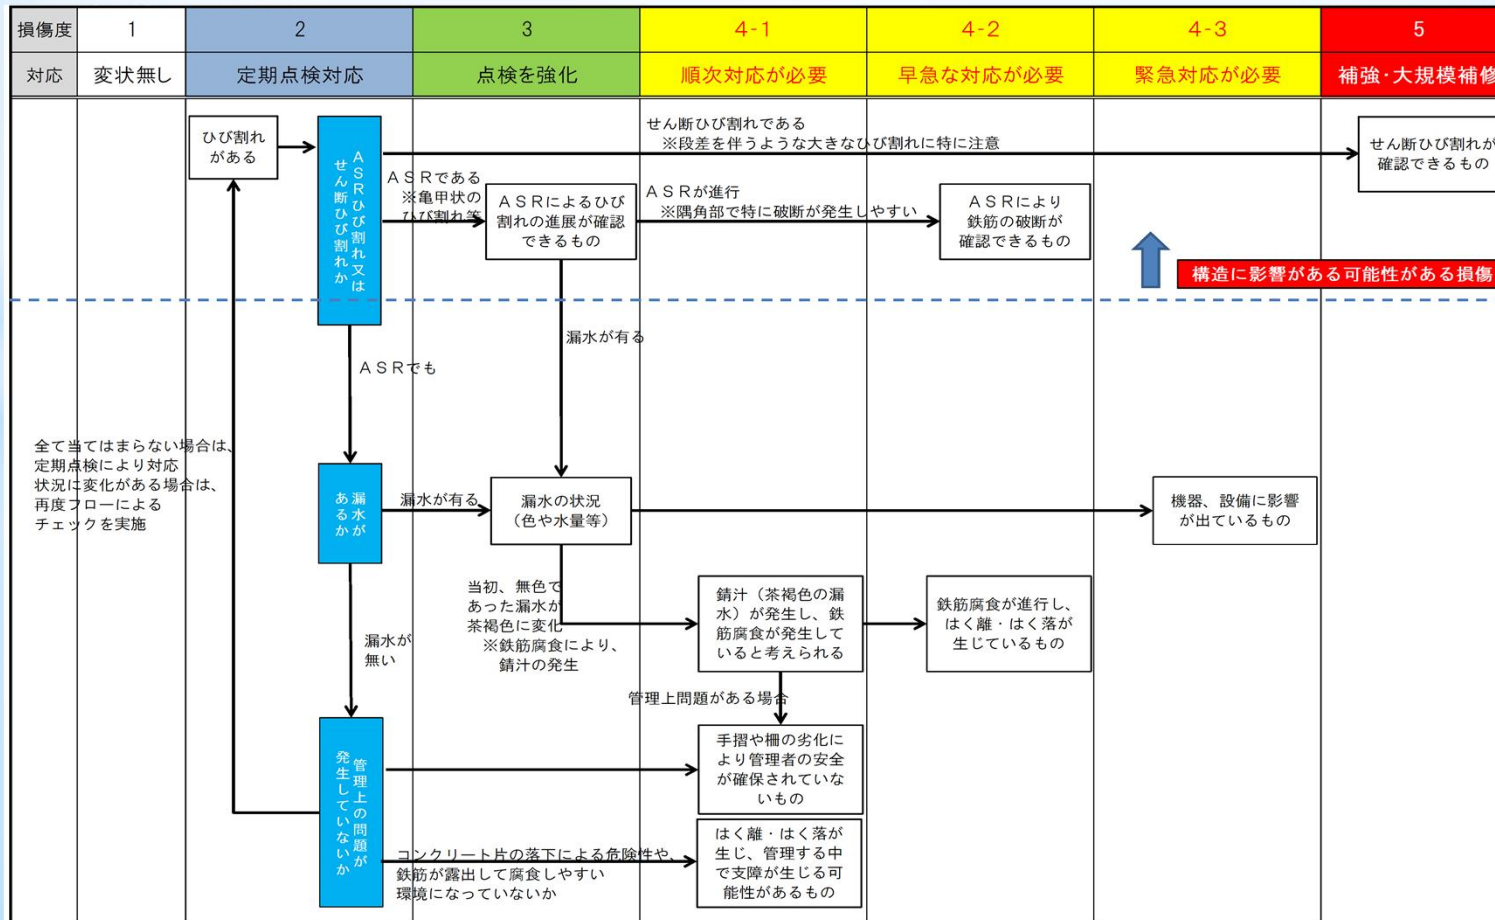 損傷度 1 2 3 4-1 4-2 4-3 5
対応 変状無し 定期点検対応 点検を強化 順次対応が必要 早急な対応が必要 緊急対応が必要 補強・大規模補修
ひび割れ
がある
ASRひび割れ又は
せん断ひび割れか
せん断ひび割れである
※段差を伴うような大きなひび割れに特に注意
せん断ひび割れが
確認できるもの
ASRである
※亀甲状の
ひび割れ等
ASRによるひび
割れの進展が確認
できるもの
ASRが進行
※隅角部で特に破断が発生しやすい
ASRにより
鉄筋の破断が
確認できるもの
構造に影響がある可能性がある損傷
漏水が有る
ASRでも
全て当てはまらない場合は、
定期点検により対応
状況に変化がある場合は、
再度フローによる
チェックを実施
漏水が
あるか
漏水が有る
漏水の状況
(色や水量等)
機器、設備に影響
が出ているもの
当初、無色で
あった漏水が
茶褐色に変化
※鉄筋腐食により、
錆汁の発生
錆汁(茶褐色の漏
水)が発生し、鉄
筋腐食が発生して
いると考えられる
鉄筋腐食が進行し、
はく離・はく落が
生じているもの
漏水が
無い
管理上問題がある場合
管理上の問題が
発生していないか
手摺や柵の劣化に
より管理者の安全
が確保されていな
いもの
コンクリート片の落下による危険性や、
鉄筋が露出して腐食しやすい
環境になっていないか
はく離・はく落が
生じ、管理する中
で支障が生じる可
能性があるもの